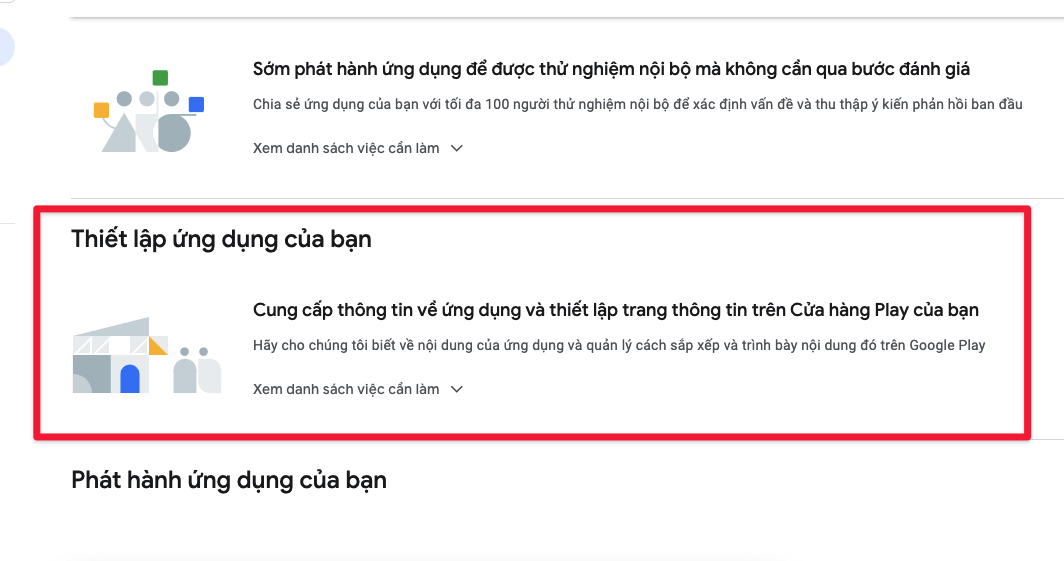 Sớm phát hành ứng dụng để được thử nghiệm nội bộ mà không cần qua bước đánh giá
Chia sẻ ứng dụng của bạn với tối đa 100 người thử nghiệm nội bộ để xác định vấn đề và thu thập ý kiến phản hồi ban đầu
Xem danh sách việc cần làm
Thiết lập ứng dụng của bạn
Cung cấp thông tin về ứng dụng và thiết lập trang thông tin trên Cửa hàng Play của bạn
Hãy cho chúng tôi biết về nội dung của ứng dụng và quản lý cách sắp xếp và trình bày nội dung đó trên Google Play
Xem danh sách việc cần làm
Phát hành ứng dụng của bạn